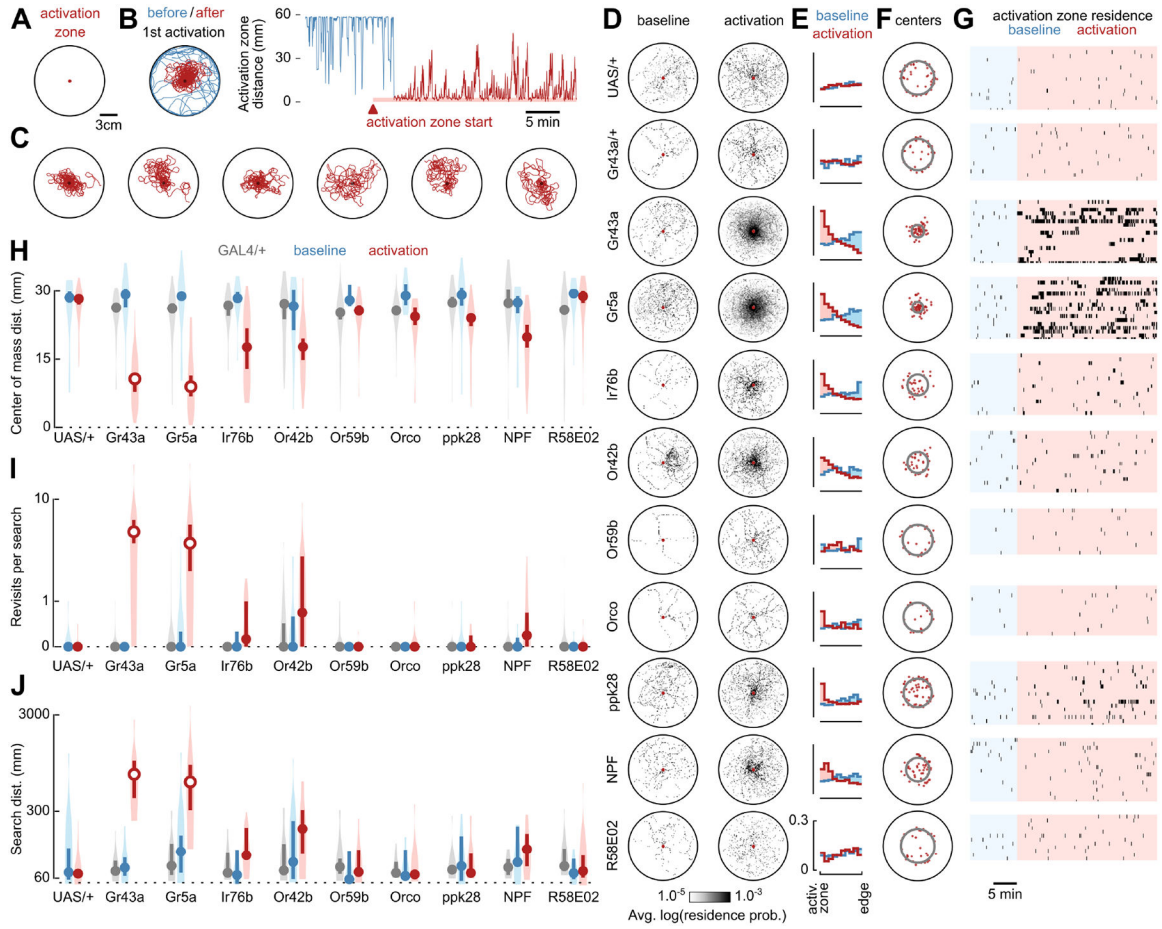 A activation zone
3cm
B before / after
1st activation
Activation zone distance (mm)
60
30
0
activation zone start
5 min
C
D baseline activation
E baseline
activation
F centers
G activation zone residence
baseline activation
UAS/+
Gr43a/+
Gr43a
Gr5a
Ir76b
Or42b
Or59b
Orco
ppk28
NPF
R58E02
1.0⁻⁵ 1.0⁻³
Avg. log(residence prob.)
0.3
0
activ. zone
edge
5 min
H GAL4/+ baseline activation
Center of mass dist. (mm)
30
15
0
UAS/+ Gr43a Gr5a Ir76b Or42b Or59b Orco ppk28 NPF R58E02
I
Revisits per search
10
1
0
UAS/+ Gr43a Gr5a Ir76b Or42b Or59b Orco ppk28 NPF R58E02
J
Search dist. (mm)
3000
300
60
UAS/+ Gr43a Gr5a Ir76b Or42b Or59b Orco ppk28 NPF R58E02